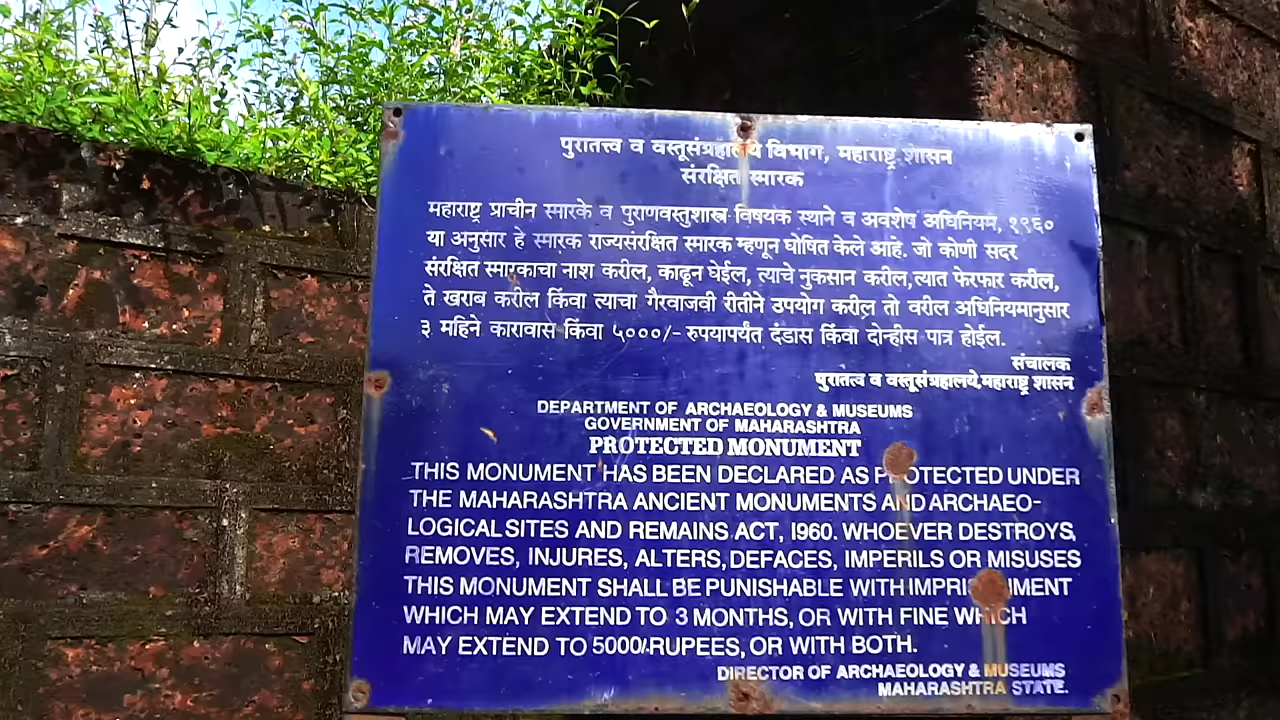 पुरातत्त्व व वस्तूसंग्रहालये विभाग, महाराष्ट्र शासन
संरक्षित स्मारक
महाराष्ट्र प्राचीन स्मारके व पुराणवस्तुशास्त्र विषयक स्थाने व अवशेष अधिनियम, १९६०
या अनुसार हे स्मारक राज्यसंरक्षित स्मारक म्हणून घोषित केले आहे. जो कोणी सदर
संरक्षित स्मारकाचा नाश करील, काढून घेईल, त्याचे नुकसान करील, त्यात फेरफार करील,
ते खराब करील किंवा त्याचा गैरवाजवी रीतीने उपयोग करील तो वरील अधिनियमानुसार
३ महिने कारावास किंवा ५०००/- रुपयापर्यंत दंडास किंवा दोन्हीस पात्र होईल.
संचालक
पुरातत्व व वस्तूसंग्रहालये, महाराष्ट्र शासन
DEPARTMENT OF ARCHAEOLOGY & MUSEUMS
GOVERNMENT OF MAHARASHTRA
PROTECTED MONUMENT
THIS MONUMENT HAS BEEN DECLARED AS PROTECTED UNDER
THE MAHARASHTRA ANCIENT MONUMENTS AND ARCHAEO-
LOGICAL SITES AND REMAINS ACT, 1960. WHOEVER DESTROYS,
REMOVES, INJURES, ALTERS, DEFACES, IMPERILS OR MISUSES
THIS MONUMENT SHALL BE PUNISHABLE WITH IMPRISONMENT
WHICH MAY EXTEND TO 3 MONTHS, OR WITH FINE WHICH
MAY EXTEND TO 5000/- RUPEES, OR WITH BOTH.
DIRECTOR OF ARCHAEOLOGY & MUSEUMS
MAHARASHTRA STATE.